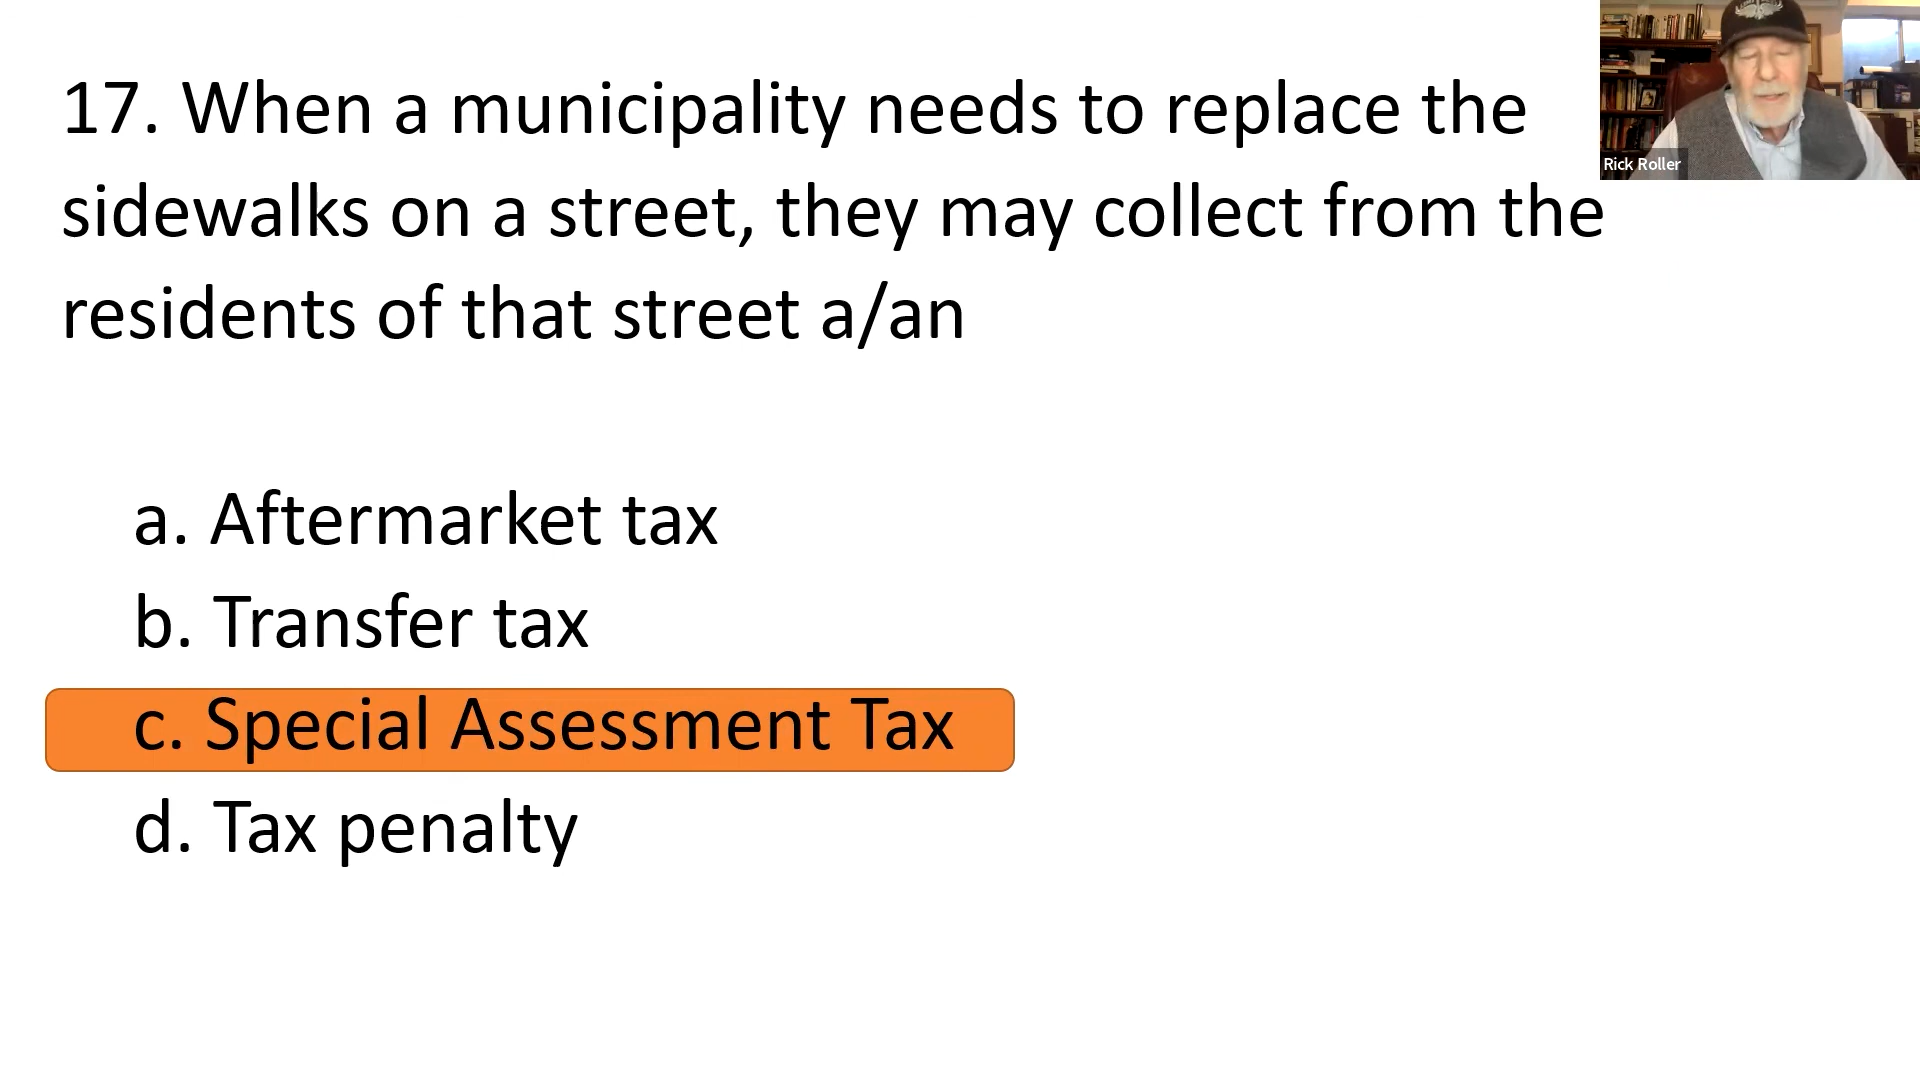 17. When a municipality needs to replace the
sidewalks on a street, they may collect from the
residents of that street a/an
a. Aftermarket tax
b. Transfer tax
c. Special Assessment Tax
d. Tax penalty
Rick Roller